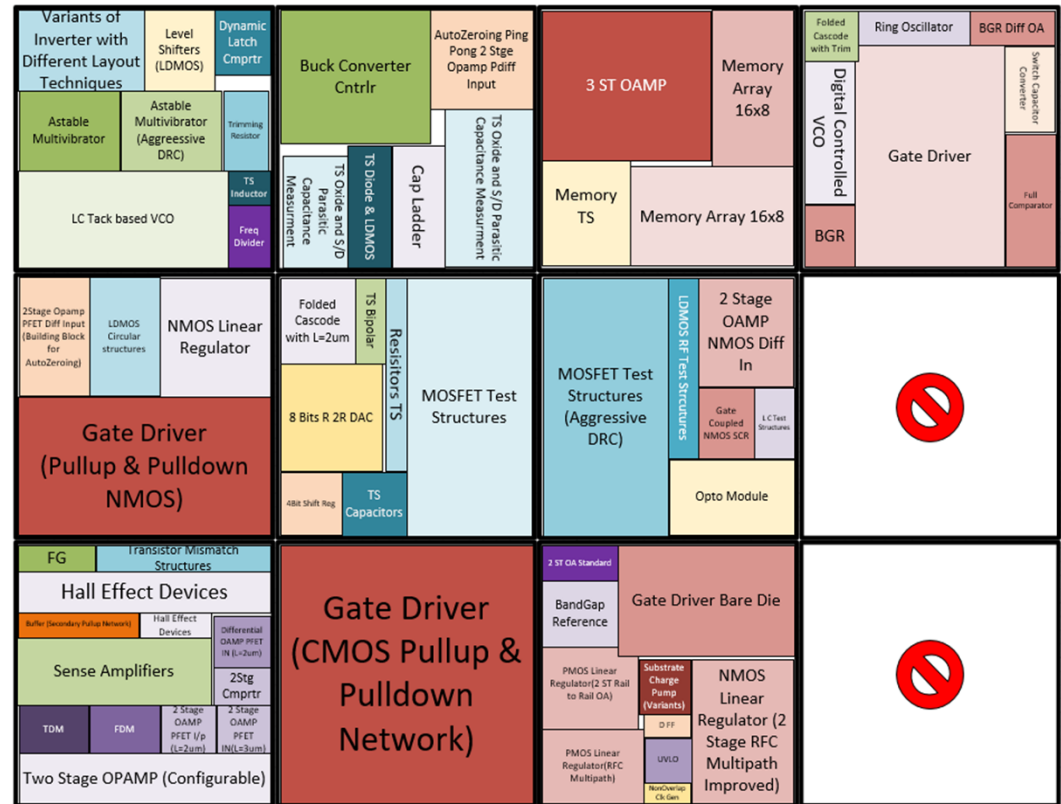 Variants of
Inverter with
Different Layout
Techniques
Level
Shifters
(LDMOS)
Dynamic
Latch
Cmprtr
Astable
Multivibrator
Astable
Multivibrator
(Aggreessive
DRC)
Trimming
Resistor
LC Tack based VCO
TS
Inductor
Freq
Divider
Buck Converter
Cntrlr
AutoZeroing Ping
Pong 2 Stge
Opamp Pdiff
Input
TS Oxide and S/D
Parasitic
Capacitance
Measurment
TS Diode & LDMOS
Cap Ladder
TS Oxide and S/D Parasitic
Capacitance Measurment
3 ST OAMP
Memory
Array
16x8
Memory
TS
Memory Array 16x8
Folded
Cascode
with Trim
Ring Oscillator
BGR Diff OA
Digital Controlled
VCO
Gate Driver
Switch Capacitor
Converter
BGR
Full
Comparator
2Stage Opamp
PFET Diff Input
(Building Block
for
AutoZeroing)
LDMOS
Circular
structures
NMOS Linear
Regulator
Gate Driver
(Pullup & Pulldown
NMOS)
Folded
Cascode
with L=2um
TS Bipolar
Resisitors TS
8 Bits R 2R DAC
MOSFET Test
Structures
4Bit Shift Reg
TS
Capacitors
MOSFET Test
Structures
(Aggressive
DRC)
LDMOS RF Test Strcutures
2 Stage
OAMP
NMOS Diff
In
Gate
Coupled
NMOS SCR
L C Test
Structures
Opto Module
FG
Transistor Mismatch
Structures
Hall Effect Devices
Buffer (Secondary Pullup Network)
Hall Effect
Devices
Differential
OAMP PFET
IN (L=2um)
Sense Amplifiers
2Stg
Cmprtr
TDM
FDM
2 Stage
OAMP
PFET I/p
(L=2um)
2 Stage
OAMP
PFET
IN(L=3um)
Two Stage OPAMP (Configurable)
Gate Driver
(CMOS Pullup &
Pulldown
Network)
2 ST OA Standard
BandGap
Reference
Gate Driver Bare Die
PMOS Linear
Regulator(2 ST Rail
to Rail OA)
Substrate
Charge
Pump
(Variants)
D FF
UVLO
NonOverlap
Clk Gen
PMOS Linear
Regulator(RFC
Multipath)
NMOS
Linear
Regulator (2
Stage RFC
Multipath
Improved)